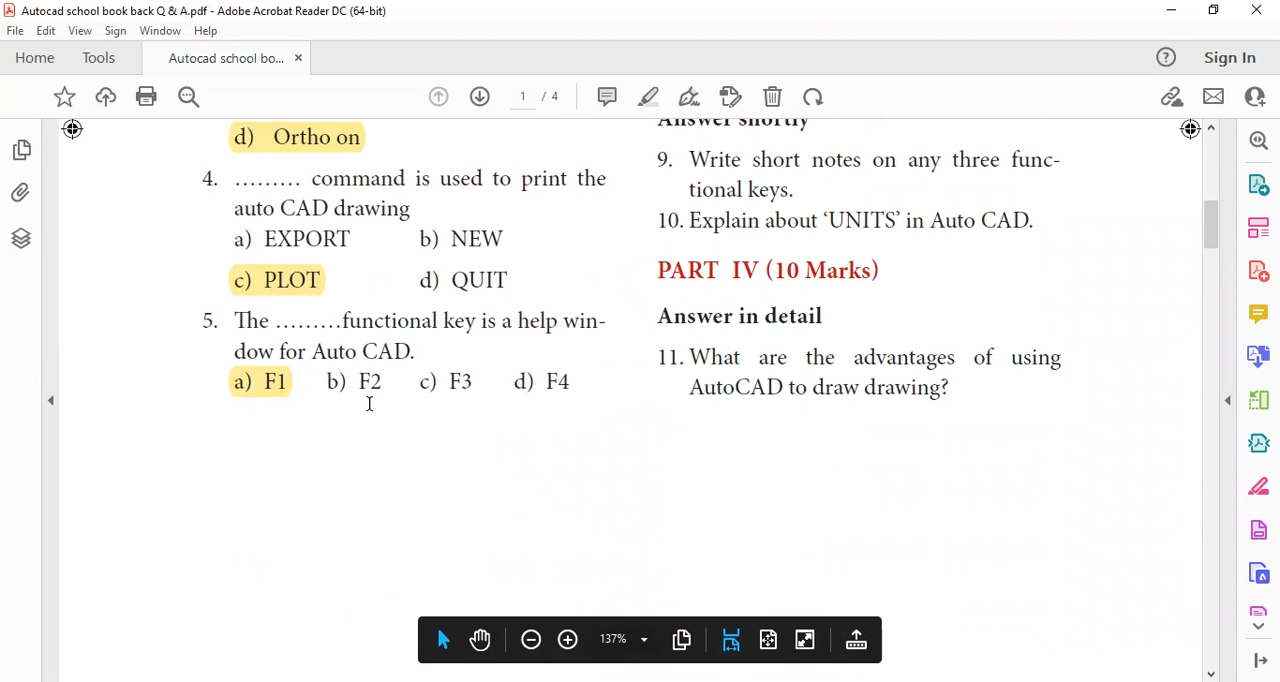 Autocad school book back Q & A.pdf - Adobe Acrobat Reader DC (64-bit)
File Edit View Sign Window Help
Home Tools Autocad school bo... × Sign In
1 / 4
d) Ortho on
4. ......... command is used to print the
auto CAD drawing
a) EXPORT b) NEW
c) PLOT d) QUIT
5. The .........functional key is a help win-
dow for Auto CAD.
a) F1 b) F2 c) F3 d) F4
Answer shortly
9. Write short notes on any three func-
tional keys.
10. Explain about ‘UNITS’ in Auto CAD.
PART IV (10 Marks)
Answer in detail
11. What are the advantages of using
AutoCAD to draw drawing?
137%